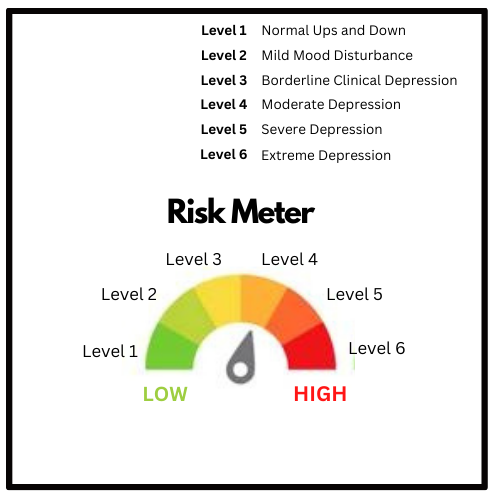 Level 1 Normal Ups and Down
Level 2 Mild Mood Disturbance
Level 3 Borderline Clinical Depression
Level 4 Moderate Depression
Level 5 Severe Depression
Level 6 Extreme Depression
Risk Meter
Level 3 Level 4
Level 2 Level 5
Level 1 Level 6
LOW HIGH